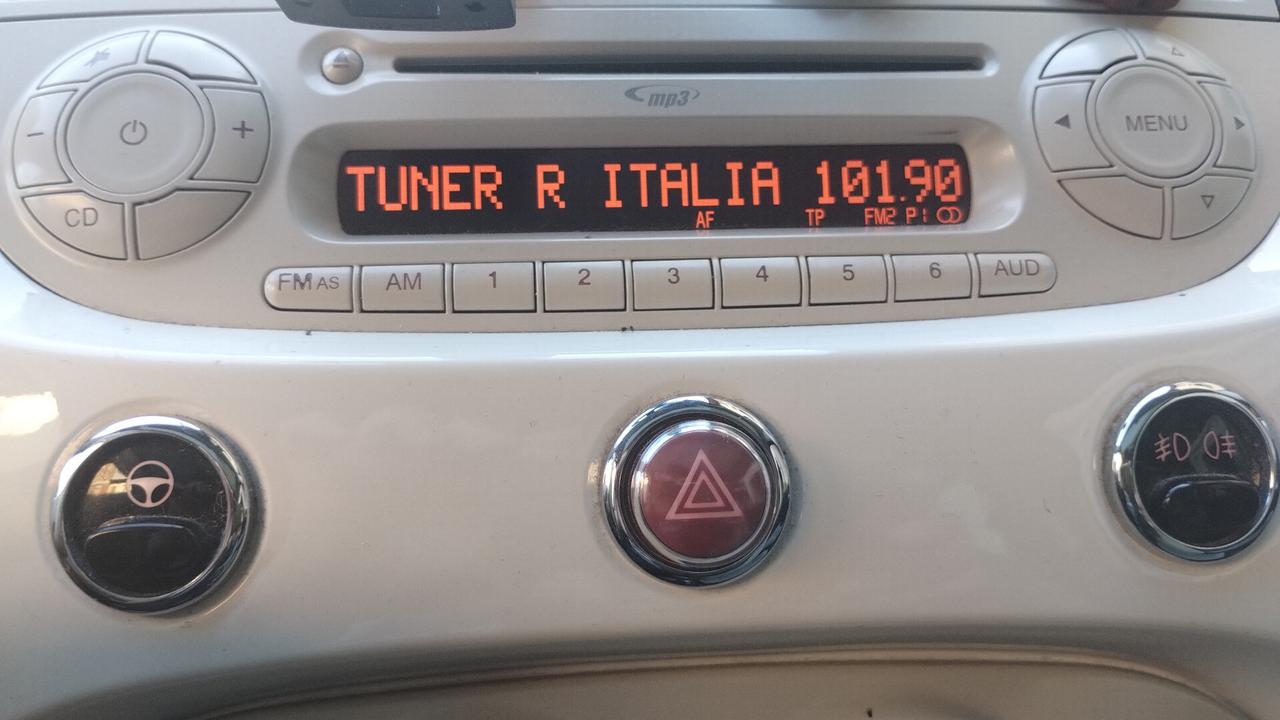 mp3
MENU
TUNER R ITALIA 101.90
AF TP FM2 P1
CD
FM AS AM 1 2 3 4 5 6 AUD